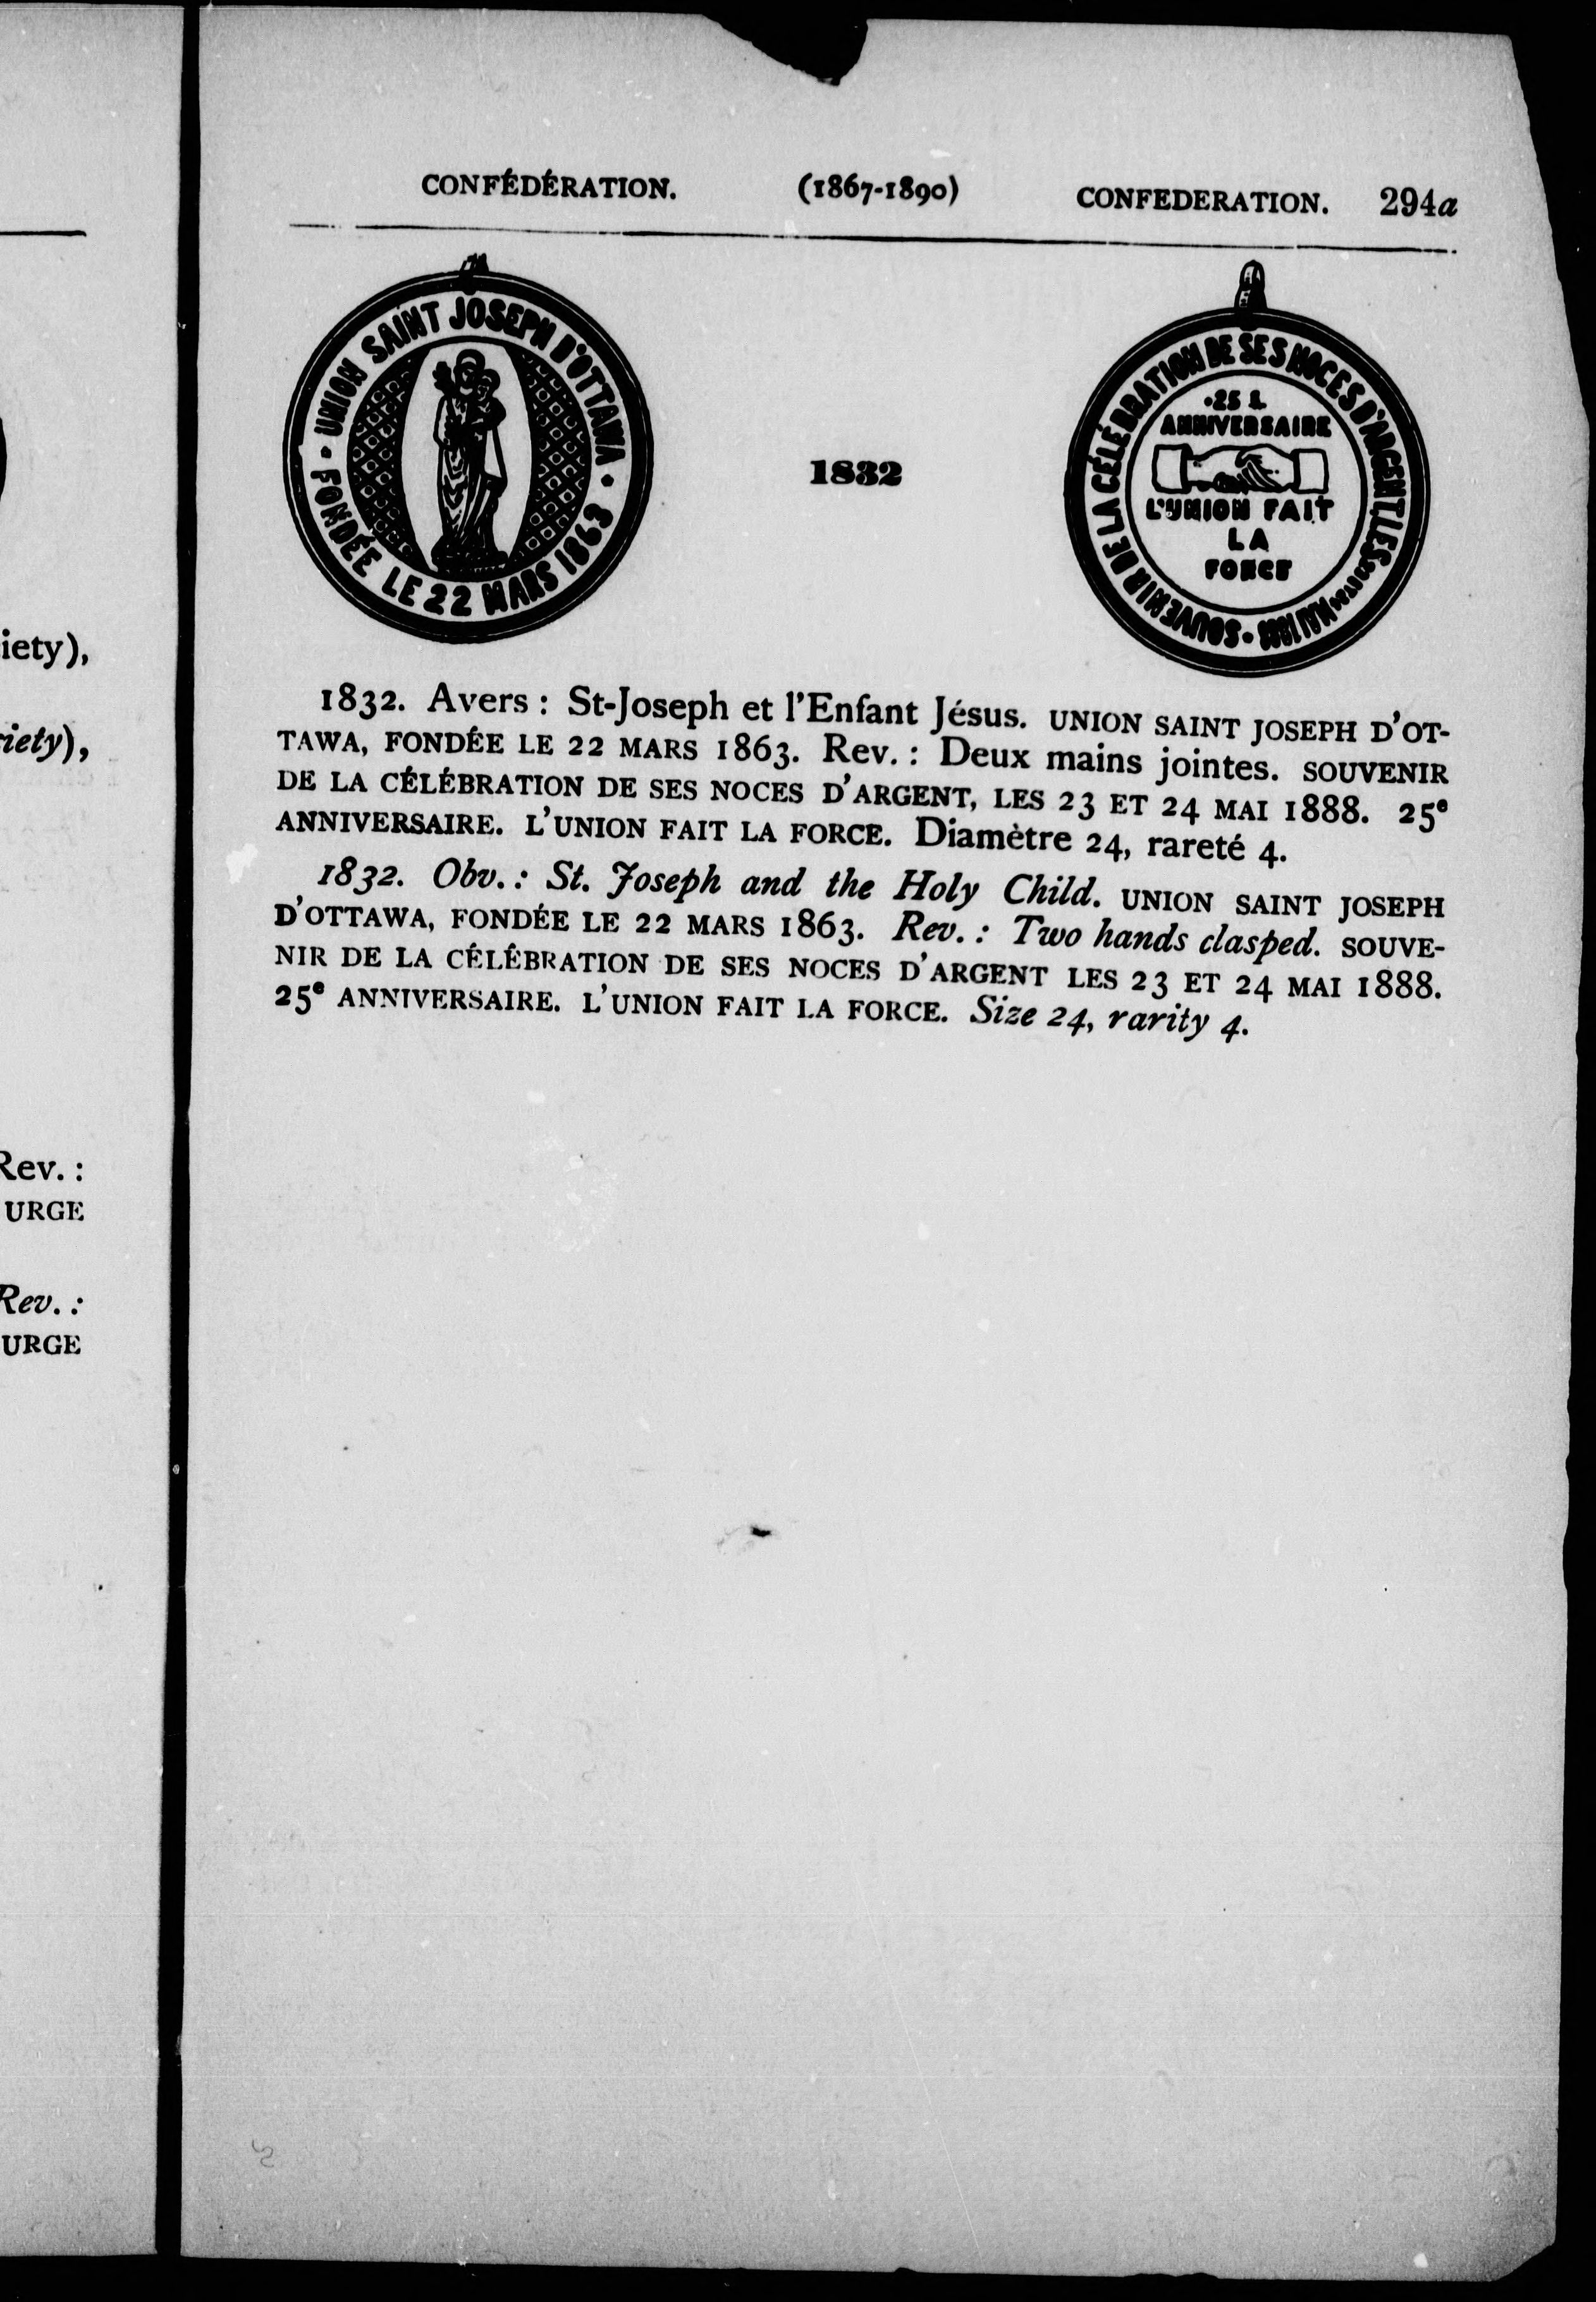 CONFÉDÉRATION. (1867-1890) CONFEDERATION. 294a
UNION SAINT JOSEPH D'OTTAWA
FONDÉE LE 22 MARS 1863
1832
SOUVENIR DE LA CÉLÉBRATION DE SES NOCES D'ARGENT LES
25
ANNIVERSAIRE
L'UNION FAIT
LA
FORCE
1832. Avers : St-Joseph et l'Enfant Jésus. UNION SAINT JOSEPH D'OT-
TAWA, FONDÉE LE 22 MARS 1863. Rev. : Deux mains jointes. SOUVENIR
DE LA CÉLÉBRATION DE SES NOCES D'ARGENT, LES 23 ET 24 MAI 1888. 25e
ANNIVERSAIRE. L'UNION FAIT LA FORCE. Diamètre 24, rareté 4.
1832. Obv. : St. Joseph and the Holy Child. UNION SAINT JOSEPH
D'OTTAWA, FONDÉE LE 22 MARS 1863. Rev. : Two hands clasped. SOUVE-
NIR DE LA CÉLÉBRATION DE SES NOCES D'ARGENT LES 23 ET 24 MAI 1888.
25e ANNIVERSAIRE. L'UNION FAIT LA FORCE. Size 24, rarity 4.
iety),
iety),
Rev. :
URGE
Rev. :
URGE